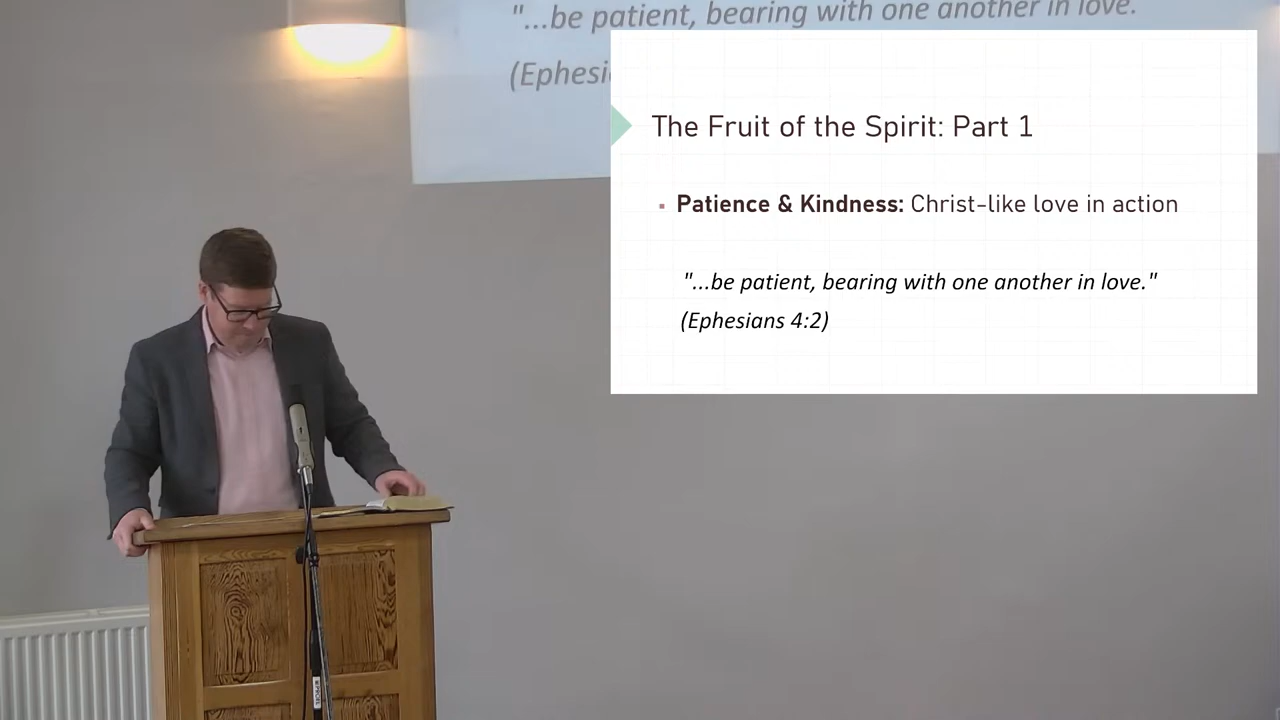 "...be patient, bearing with one another in love.
(Ephesi
The Fruit of the Spirit: Part 1
▪ Patience & Kindness: Christ-like love in action
"...be patient, bearing with one another in love."
(Ephesians 4:2)